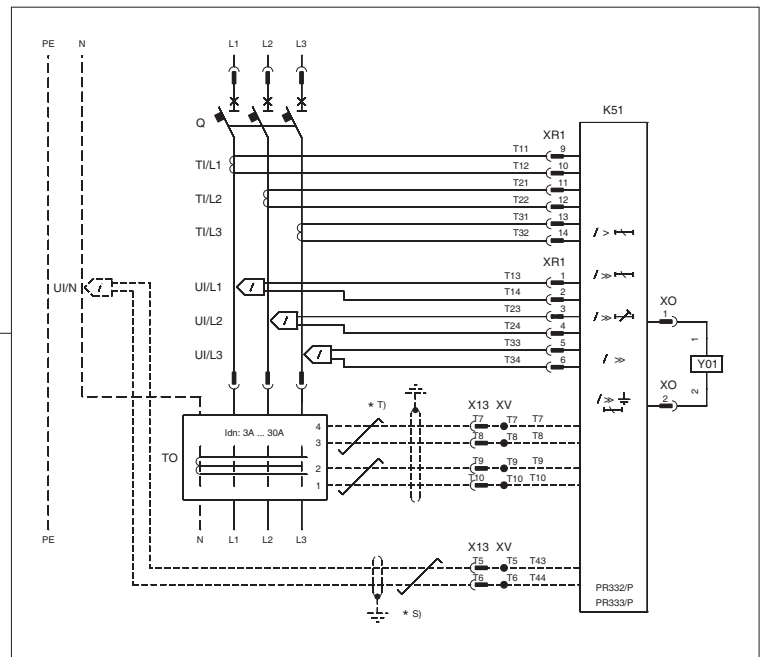 PE N L1 L2 L3
K51
Q
XR1
T11 9
TI/L1 T12 10
T21 11
TI/L2 T22 12
T31 13
TI/L3 T32 14
I >
XR1
I >>
T13 1
UI/N UI/L1 T14 2
XO
T23 3
1
I >>
UI/L2 T24 4
1
T33 5
UI/L3 T34 6
I >>
Y01
2
XO
2
I >>
* T) X13 XV
Idn: 3A ... 30A 4 T7 T7 T7
3 T8 T8 T8
TO
2 T9 T9 T9
1 T10 T10 T10
PE N L1 L2 L3
X13 XV
T5 T5 T43
T6 T6 T44
* S)
PR332/P
PR333/P